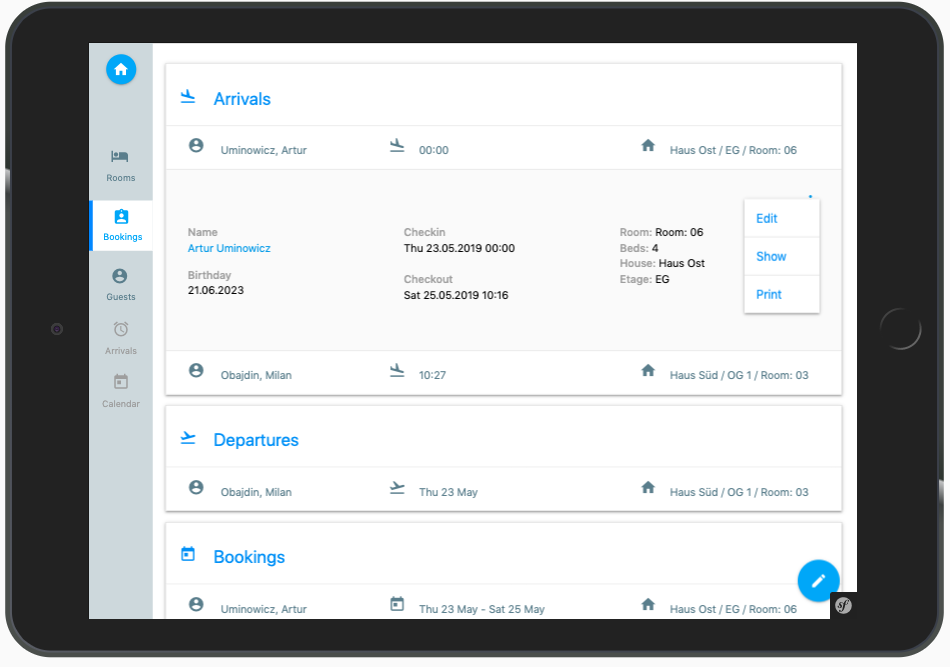 Arrivals
Uminowicz, Artur 00:00 Haus Ost / EG / Room: 06
Rooms
Bookings
Guests
Arrivals
Calendar
Name
Artur Uminowicz
Birthday
21.06.2023
Checkin
Thu 23.05.2019 00:00
Checkout
Sat 25.05.2019 10:16
Room: Room: 06
Beds: 4
House: Haus Ost
Etage: EG
Edit
Show
Print
Obajdin, Milan 10:27 Haus Süd / OG 1 / Room: 03
Departures
Obajdin, Milan Thu 23 May Haus Süd / OG 1 / Room: 03
Bookings
Uminowicz, Artur Thu 23 May - Sat 25 May Haus Ost / EG / Room: 06
sf